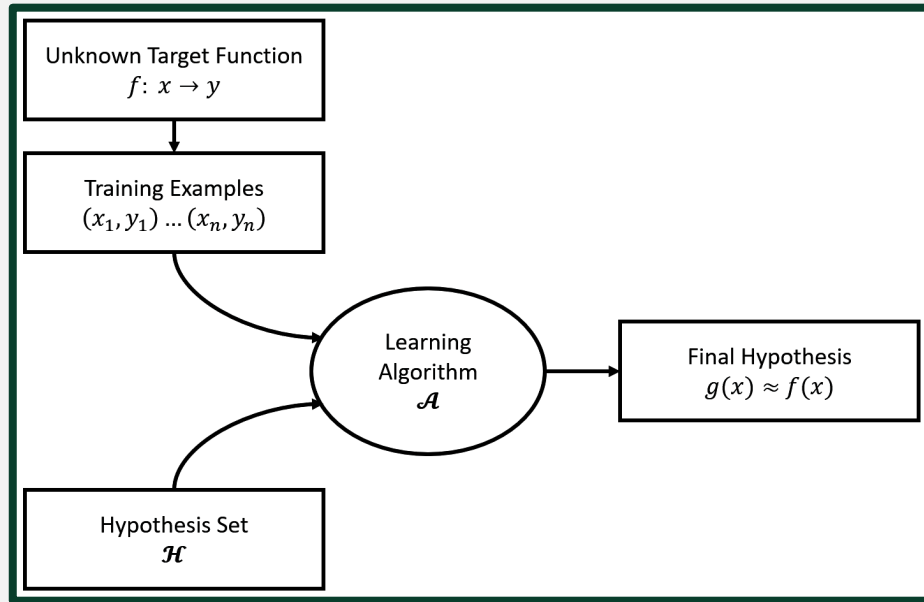 Unknown Target Function
f: x → y
Training Examples
(x₁, y₁) … (xₙ, yₙ)
Learning
Algorithm
𝓐
Final Hypothesis
g(x) ≈ f(x)
Hypothesis Set
𝓗